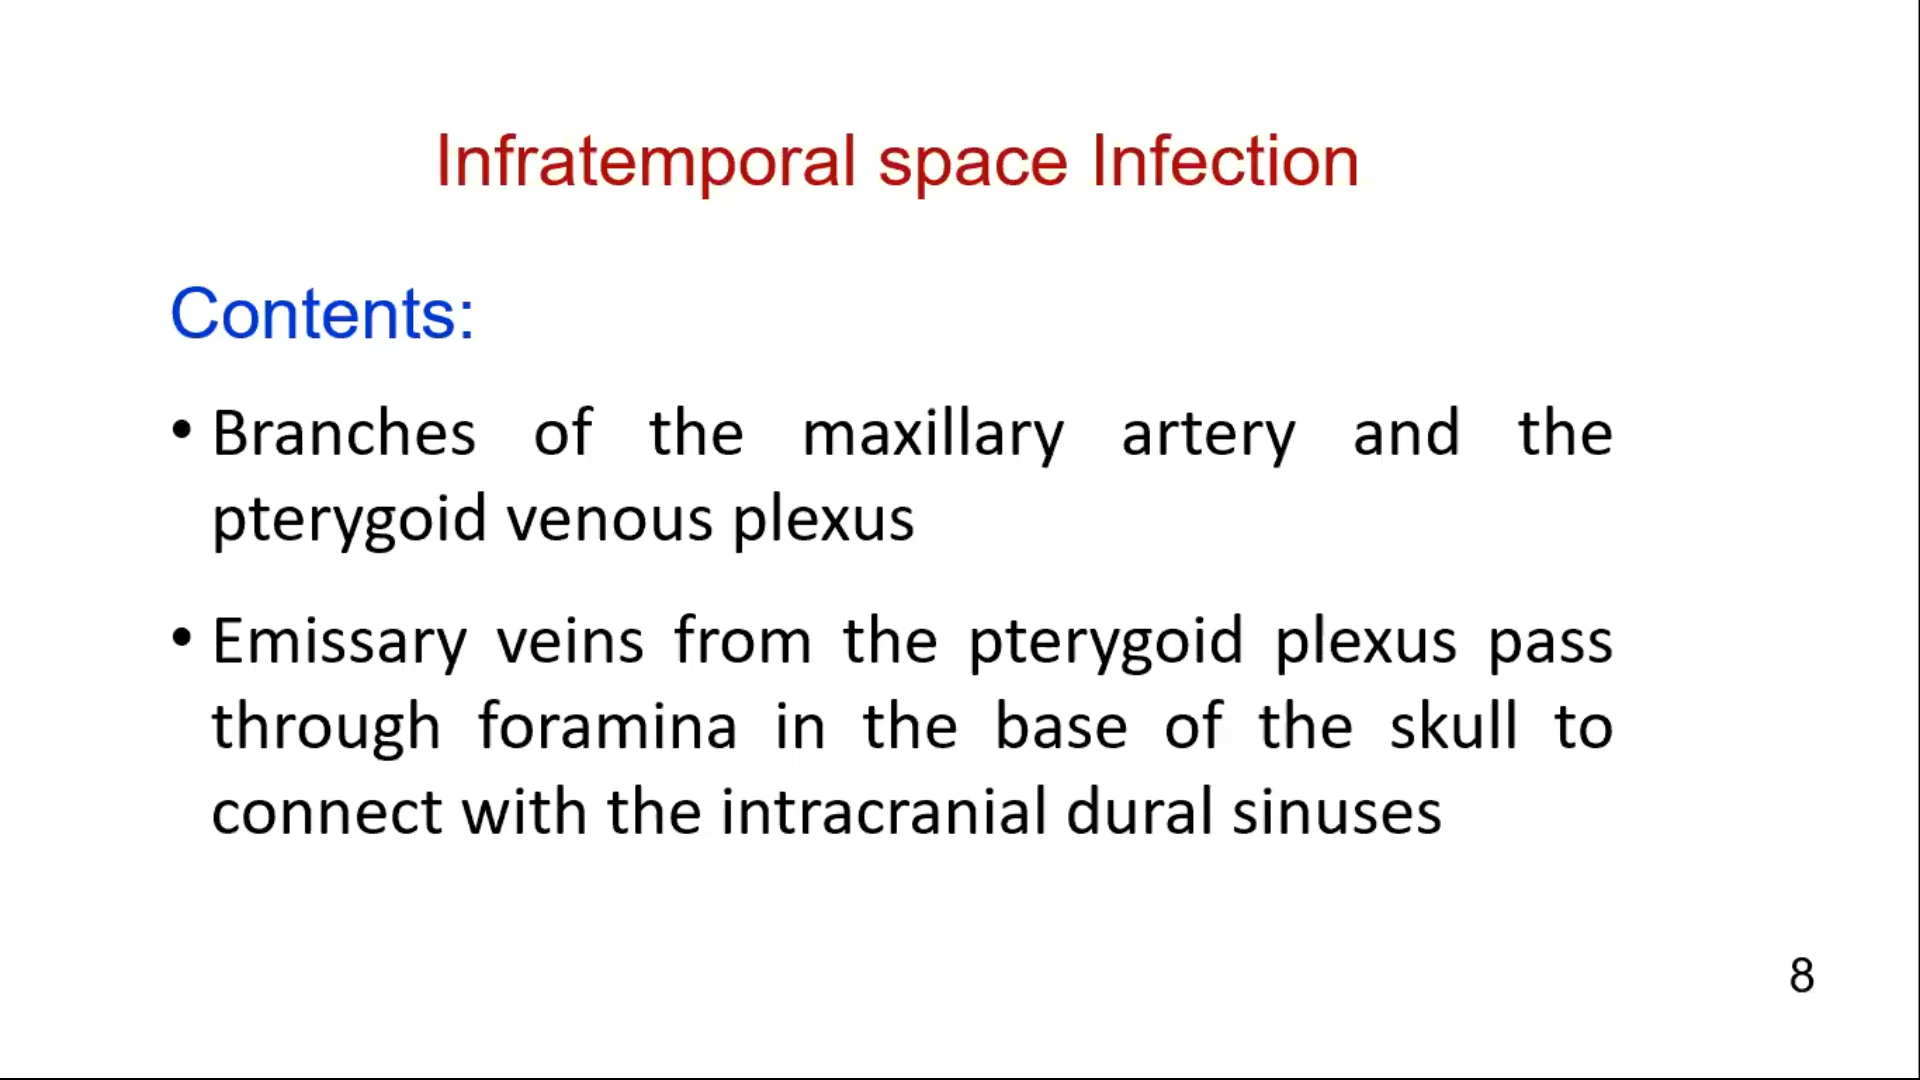 Infratemporal space Infection
Contents:
• Branches of the maxillary artery and the
pterygoid venous plexus
• Emissary veins from the pterygoid plexus pass
through foramina in the base of the skull to
connect with the intracranial dural sinuses
8